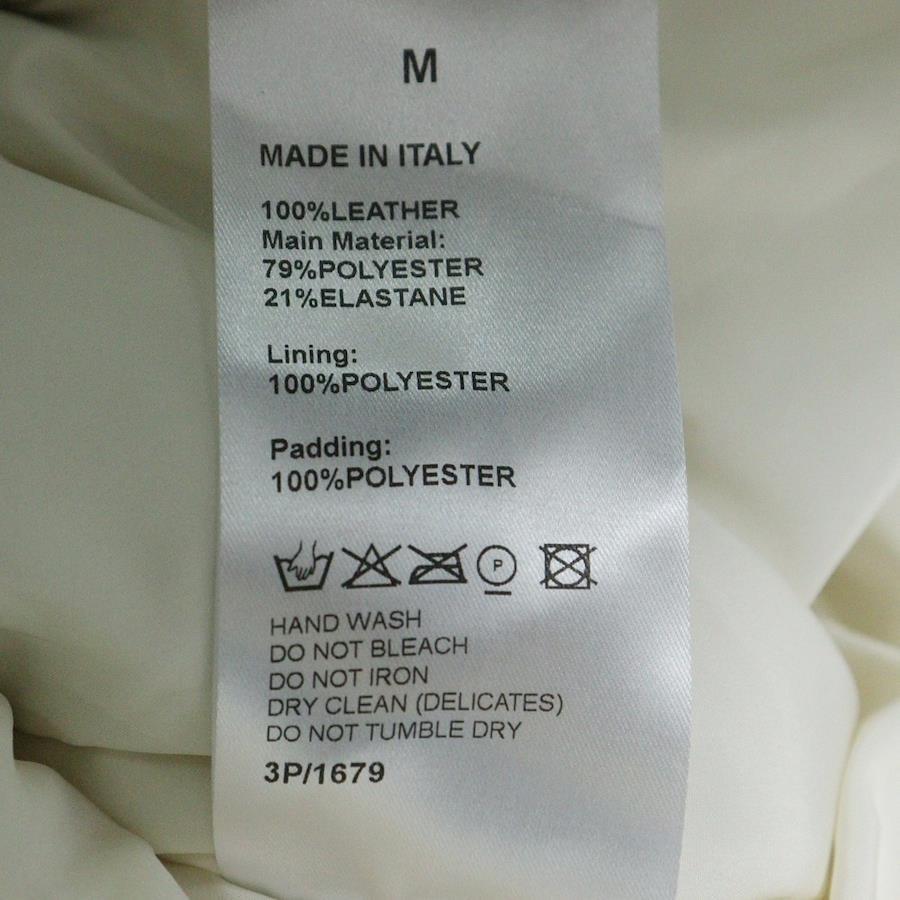 M
MADE IN ITALY
100%LEATHER
Main Material:
79%POLYESTER
21%ELASTANE
Lining:
100%POLYESTER
Padding:
100%POLYESTER
P
HAND WASH
DO NOT BLEACH
DO NOT IRON
DRY CLEAN (DELICATES)
DO NOT TUMBLE DRY
3P/1679